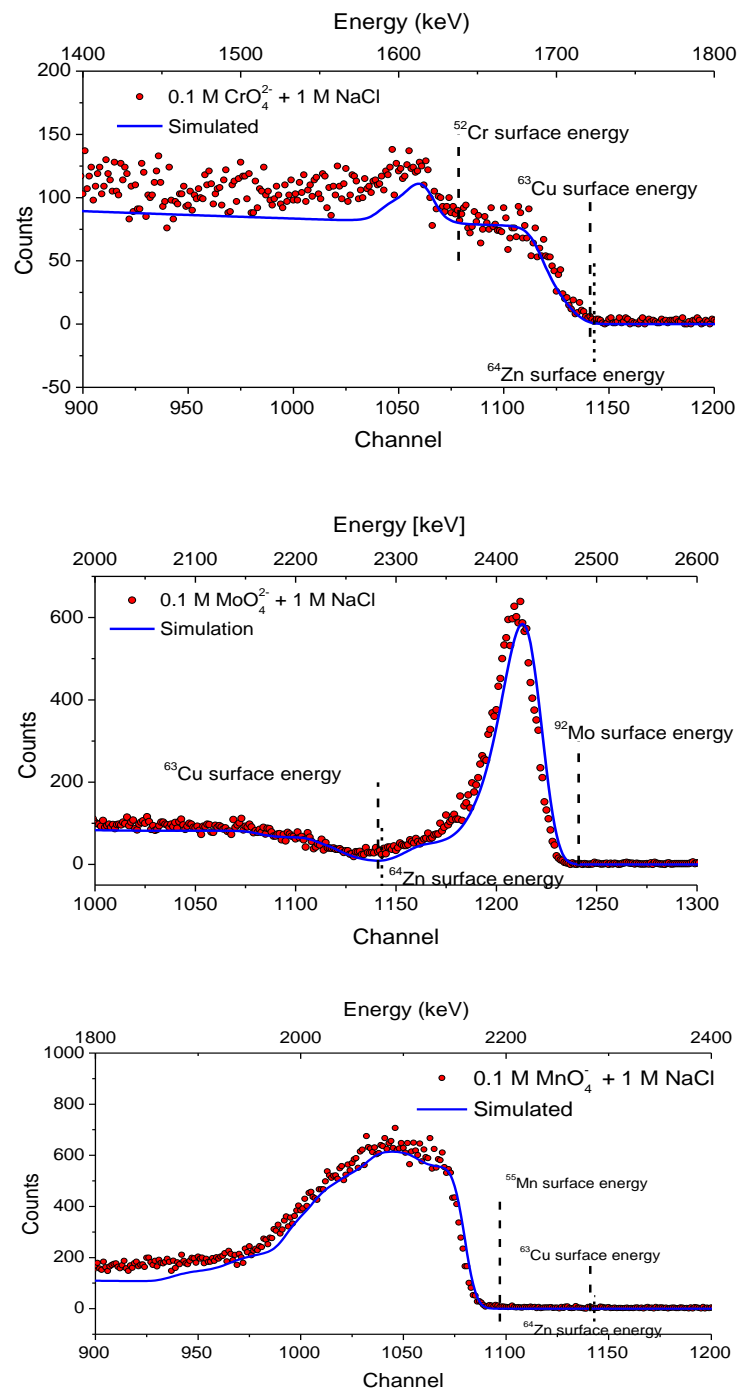 Energy (keV)
1400 1500 1600 1700 1800
200
150
100
50
0
-50
Counts
0.1 M CrO₄²⁻ + 1 M NaCl
Simulated
⁵²Cr surface energy
⁶³Cu surface energy
⁶⁴Zn surface energy
900 950 1000 1050 1100 1150 1200
Channel
Energy [keV]
2000 2100 2200 2300 2400 2500 2600
600
400
200
0
Counts
0.1 M MoO₄²⁻ + 1 M NaCl
Simulation
⁹²Mo surface energy
⁶³Cu surface energy
⁶⁴Zn surface energy
1000 1050 1100 1150 1200 1250 1300
Channel
Energy (keV)
1800 2000 2200 2400
1000
800
600
400
200
0
Counts
0.1 M MnO₄⁻ + 1 M NaCl
Simulated
⁵⁵Mn surface energy
⁶³Cu surface energy
⁶⁴Zn surface energy
900 950 1000 1050 1100 1150 1200
Channel